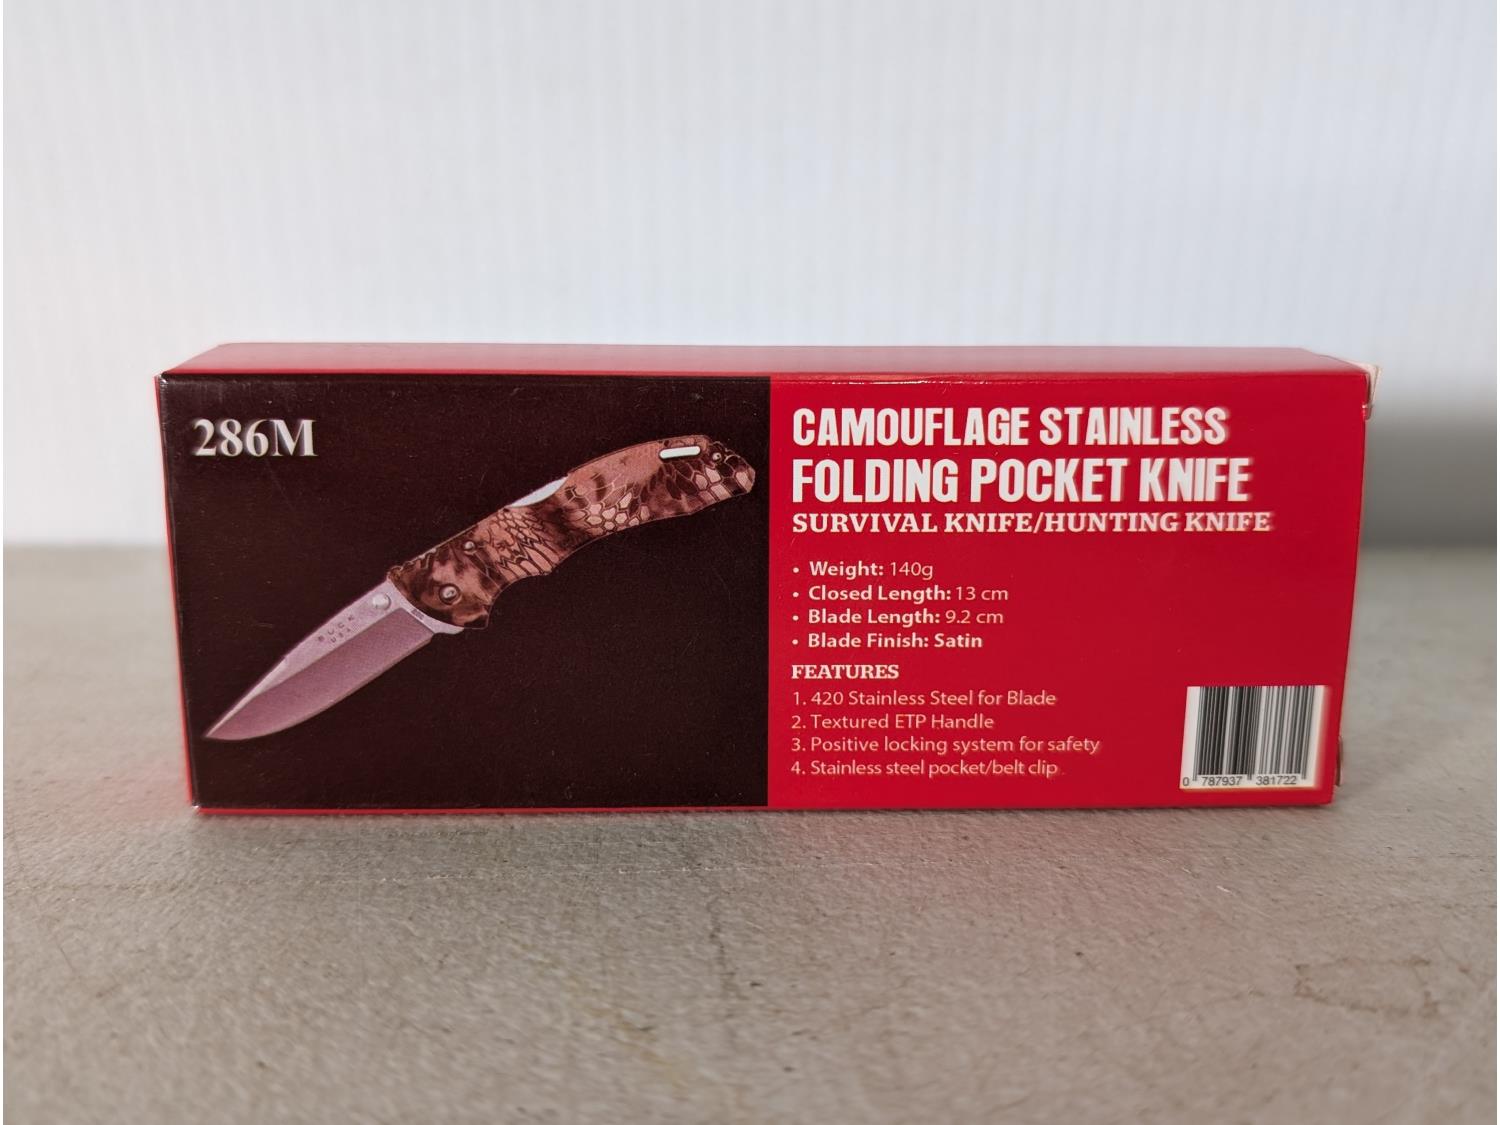 286M
BUCK
USA
CAMOUFLAGE STAINLESS
FOLDING POCKET KNIFE
SURVIVAL KNIFE/HUNTING KNIFE
• Weight: 140g
• Closed Length: 13 cm
• Blade Length: 9.2 cm
• Blade Finish: Satin
FEATURES
1. 420 Stainless Steel for Blade
2. Textured ETP Handle
3. Positive locking system for safety
4. Stainless steel pocket/belt clip
0 787937 381722